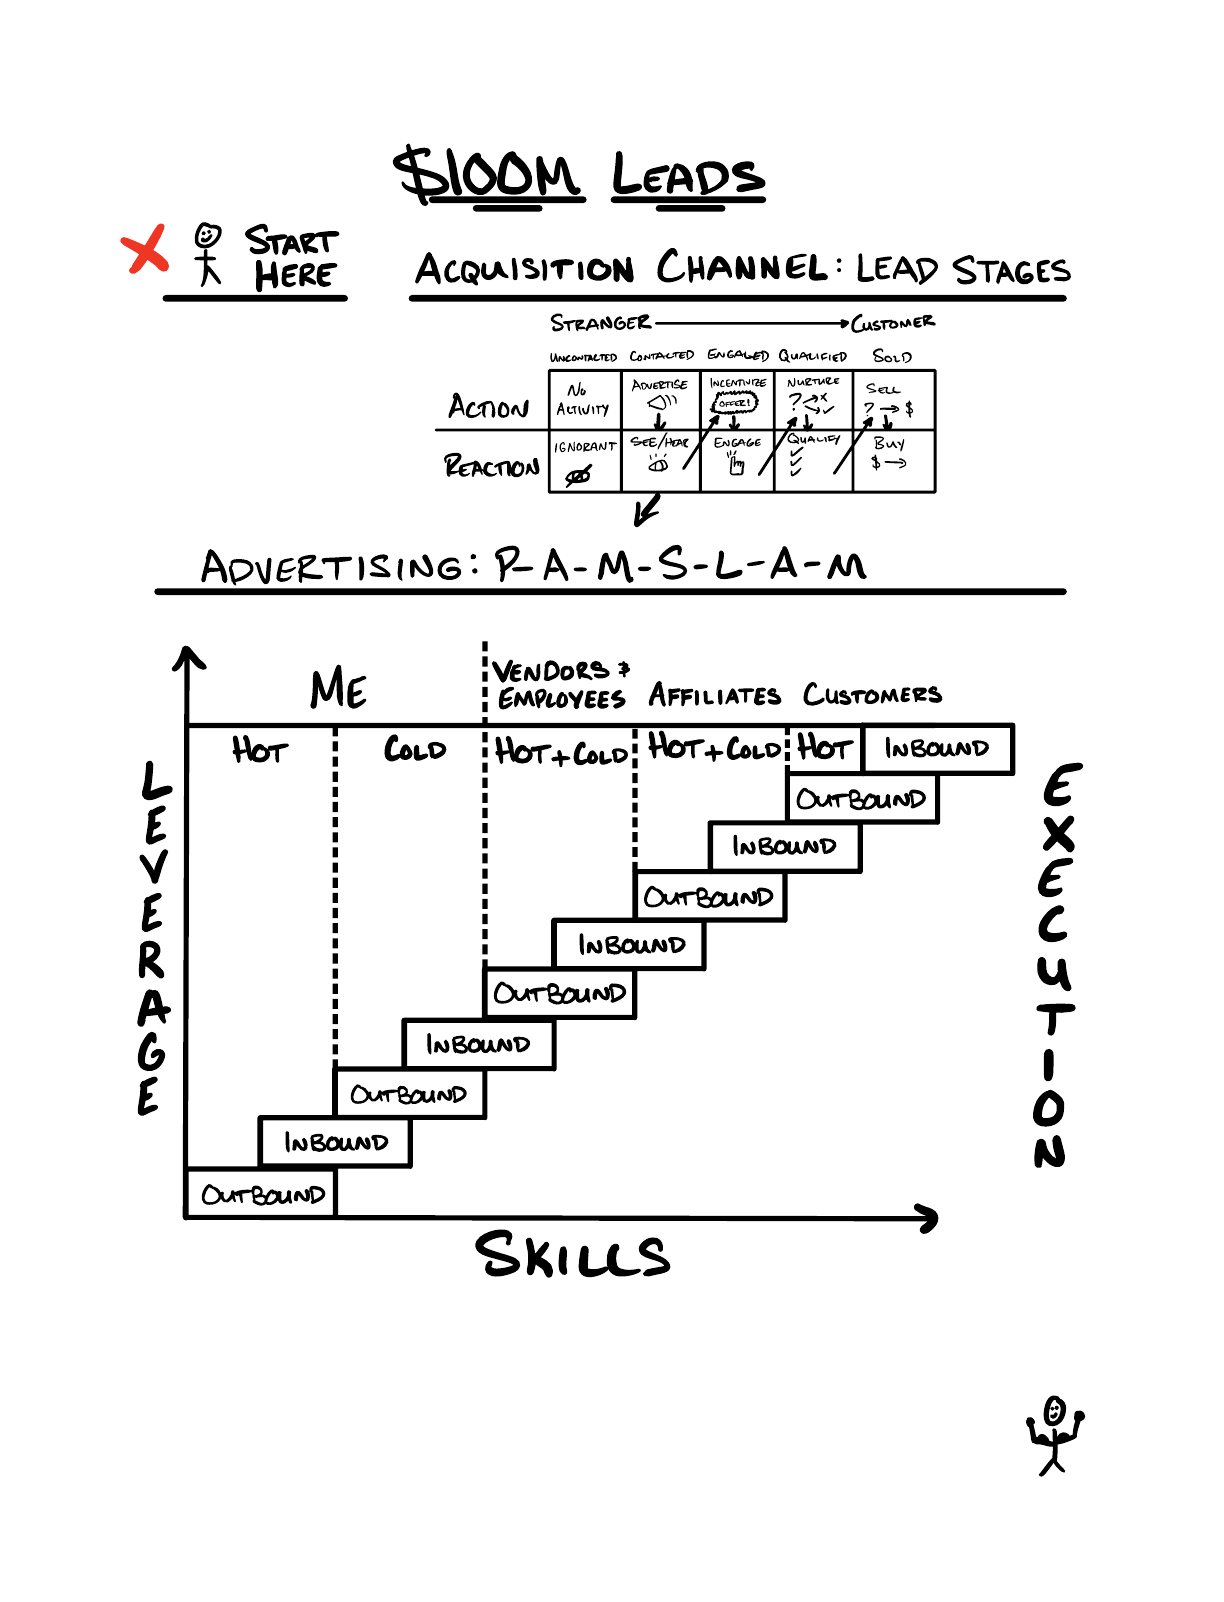 $100M LEADS
START
HERE
ACQUISITION CHANNEL: LEAD STAGES
STRANGER CUSTOMER
UNCONTACTED CONTACTED ENGAGED QUALIFIED SOLD
ACTION
NO
ACTIVITY
ADVERTISE
INCENTIVIZE
OFFER!
NURTURE
?
SELL
? $
REACTION
IGNORANT
SEE/HEAR
ENGAGE
QUALIFY
BUY
$
ADVERTISING: P-A-M-S-L-A-M
ME
VENDORS &
EMPLOYEES
AFFILIATES
CUSTOMERS
HOT
COLD
HOT+COLD
HOT+COLD
HOT
INBOUND
OUTBOUND
INBOUND
OUTBOUND
INBOUND
OUTBOUND
INBOUND
OUTBOUND
INBOUND
OUTBOUND
LEVERAGE
EXECUTION
SKILLS